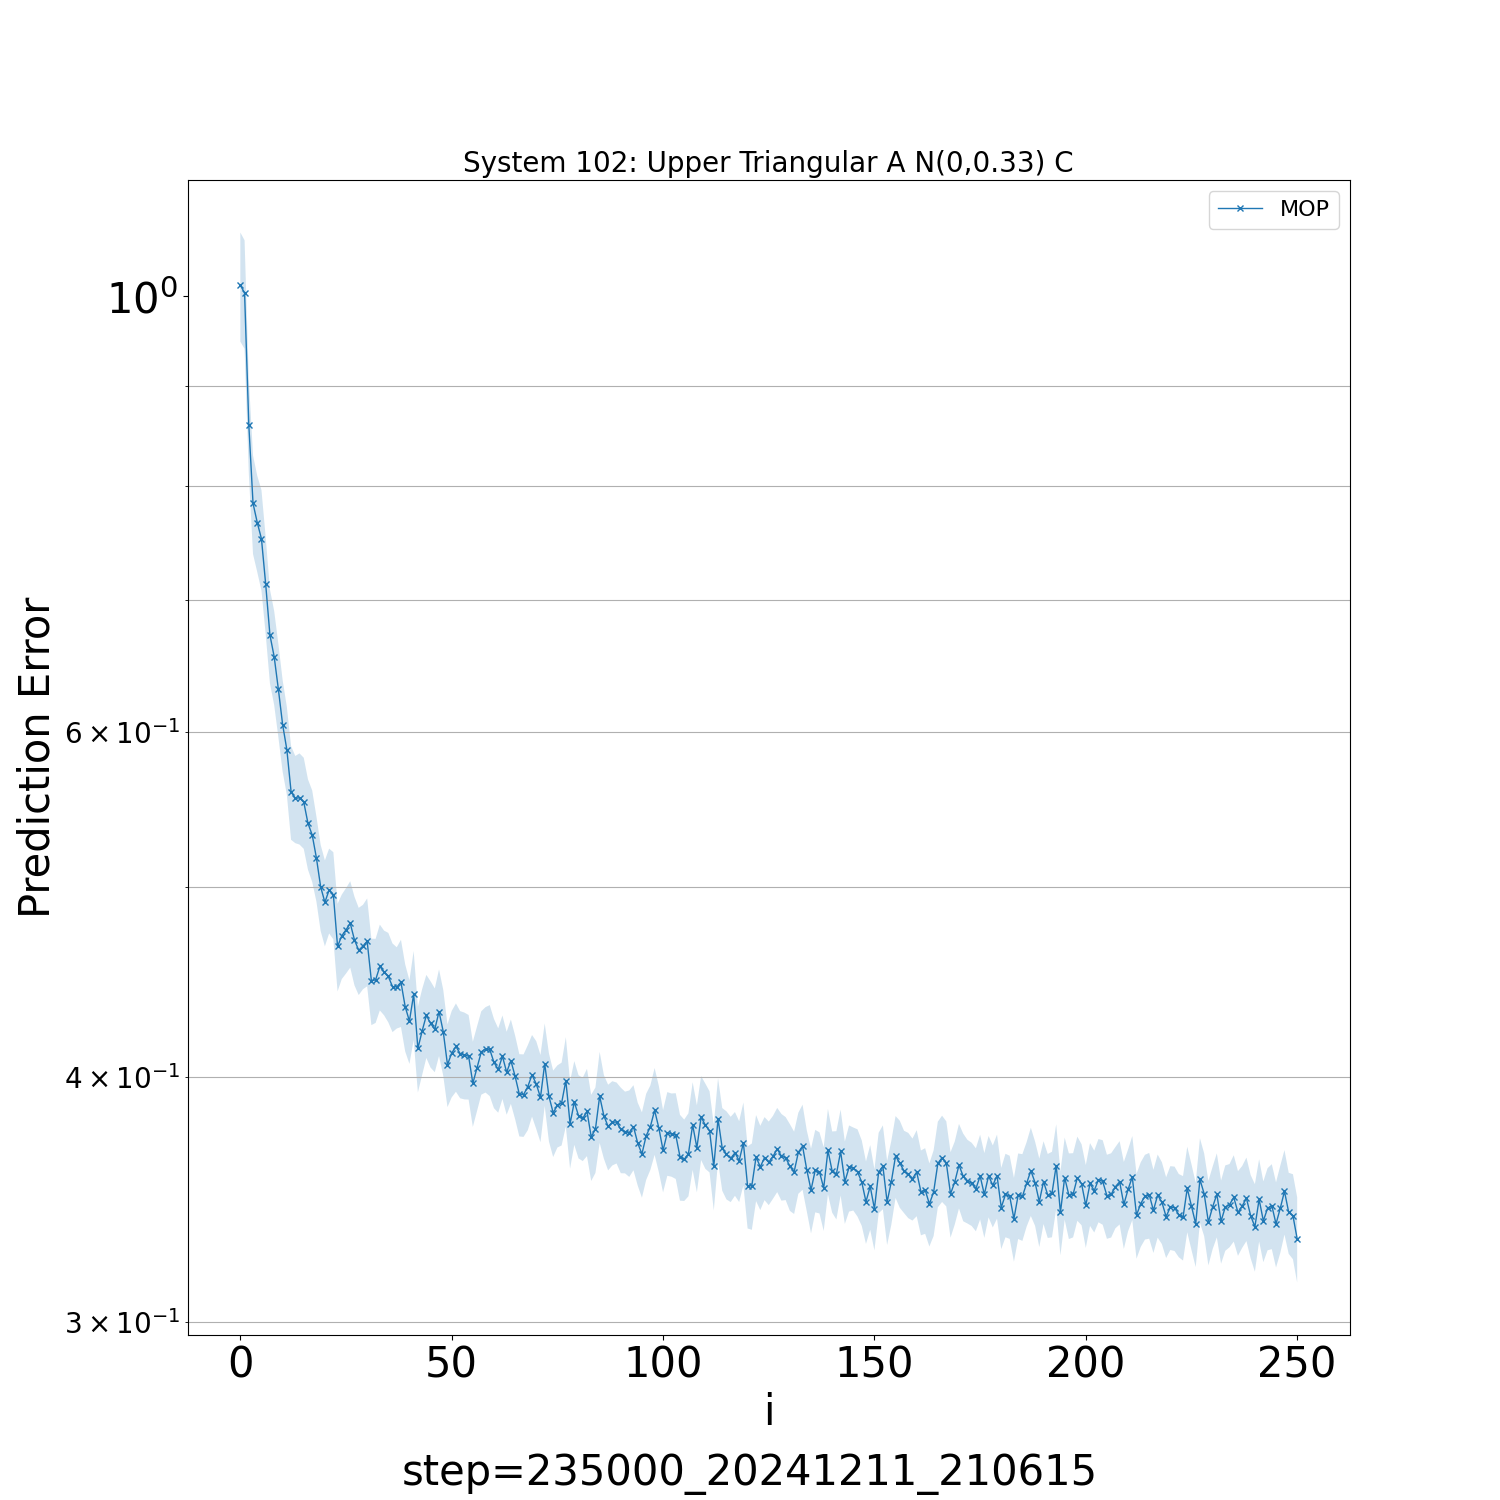 System 102: Upper Triangular A N(0,0.33) C
MOP
10⁰
6 × 10⁻¹
4 × 10⁻¹
3 × 10⁻¹
Prediction Error
0 50 100 150 200 250
i
step=235000_20241211_210615